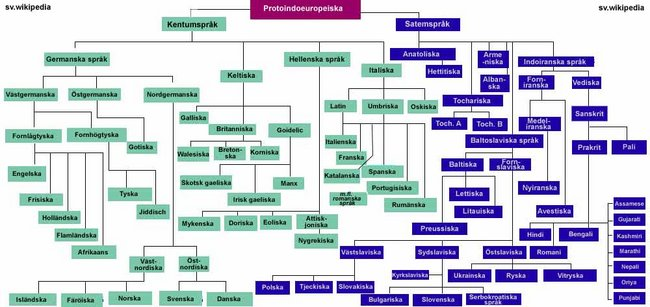 sv.wikipedia
Protoindoeuropeiska
sv.wikipedia
Kentumspråk
Satemspråk
Germanska språk
Keltiska
Hellenska språk
Italiska
Anatoliska
Hettitiska
Arme
-niska
Alban-
ska
Tochariska
Toch. A
Toch. B
Indoiranska språk
Forn-
iranska
Vediska
Västgermanska
Östgermanska
Nordgermanska
Galliska
Britanniska
Goidelic
Latin
Umbriska
Oskiska
Medel-
iranska
Sanskrit
Fornlågtyska
Fornhögtyska
Gotiska
Walesiska
Breton-
ska
Korniska
Italienska
Franska
Katalanska
Spanska
Portugisiska
Rumänska
m.fl.
romanska
språk
Baltoslaviska språk
Baltiska
Forn-
slaviska
Prakrit
Pali
Engelska
Frisiska
Holländska
Flamländska
Afrikaans
Tyska
Jiddisch
Skotsk gaeliska
Manx
Irisk gaeliska
Lettiska
Litauiska
Preussiska
Nyiranska
Avestiska
Mykenska
Doriska
Eoliska
Attisk-
joniska
Nygrekiska
Hindi
Romani
Bengali
Assamese
Gujarati
Kashmin
Marathi
Nepali
Oriya
Punjabi
Väst-
nordiska
Öst-
nordiska
Västslaviska
Sydslaviska
Östslaviska
Isländska
Färöiska
Norska
Svenska
Danska
Polska
Tjeckiska
Slovakiska
Kyrkslaviska
Bulgariska
Slovenska
Serbokroatiska
språk
Ukrainska
Ryska
Vitryska